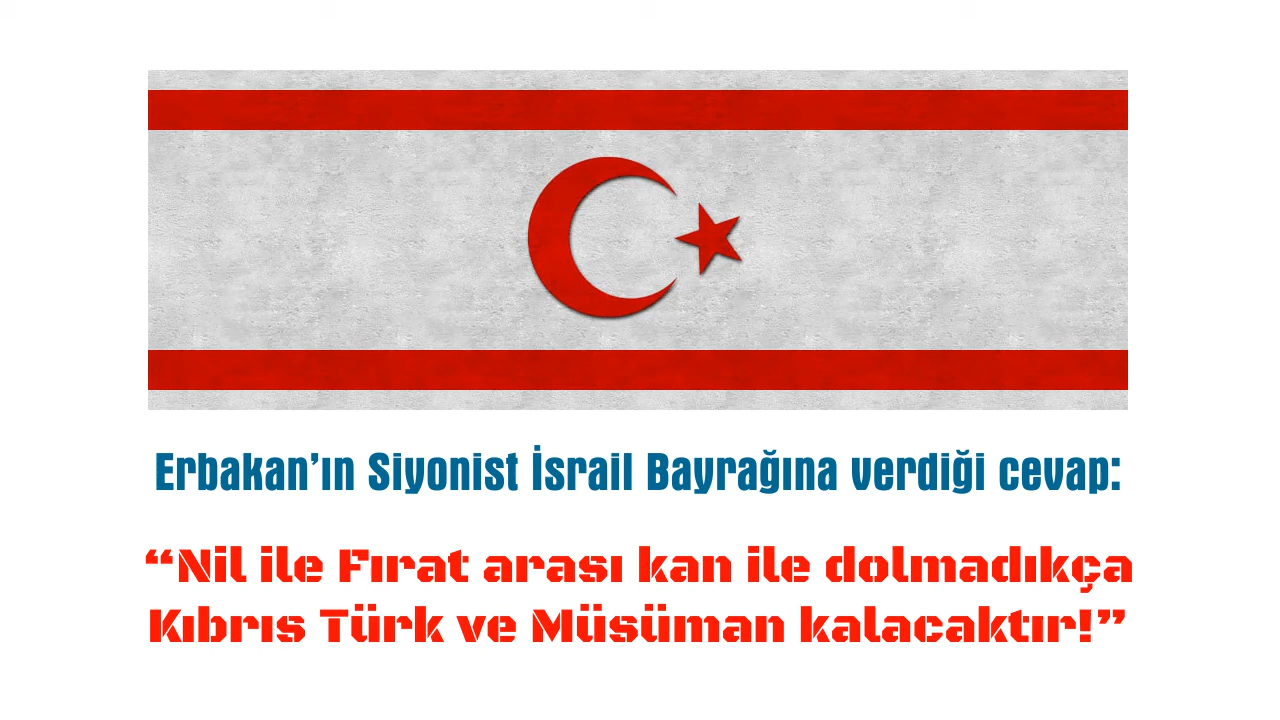 Erbakan’ın Siyonist İsrail Bayrağına verdiği cevap:
“Nil ile Fırat arası kan ile dolmadıkça
Kıbrıs Türk ve Müsüman kalacaktır!”